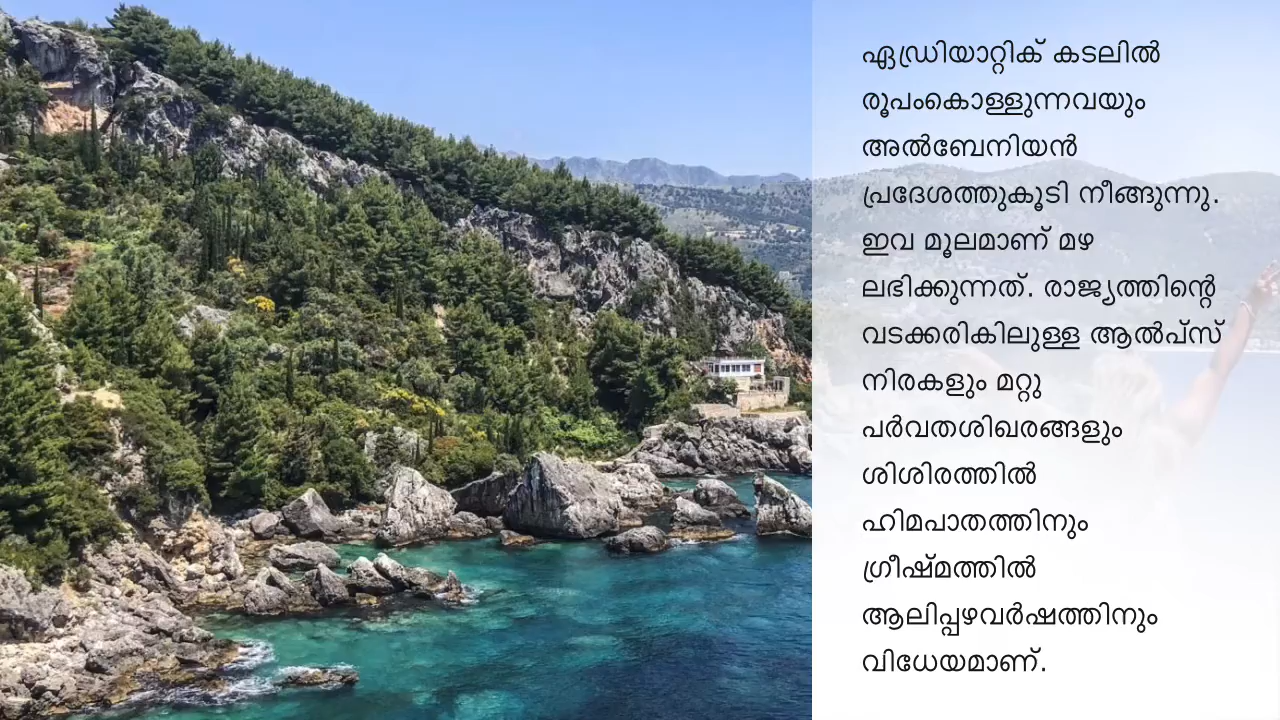 ഏഡ്രിയാറ്റിക് കടലിൽ
രൂപംകൊള്ളുന്നവയും
അൽബേനിയൻ
പ്രദേശത്തുകൂടി നീങ്ങുന്നു.
ഇവ മൂലമാണ് മഴ
ലഭിക്കുന്നത്. രാജ്യത്തിന്റെ
വടക്കരികിലുള്ള ആൽപ്സ്
നിരകളും മറ്റു
പർവതശിഖരങ്ങളും
ശിശിരത്തിൽ
ഹിമപാതത്തിനും
ഗ്രീഷ്മത്തിൽ
ആലിപ്പഴവർഷത്തിനും
വിധേയമാണ്.